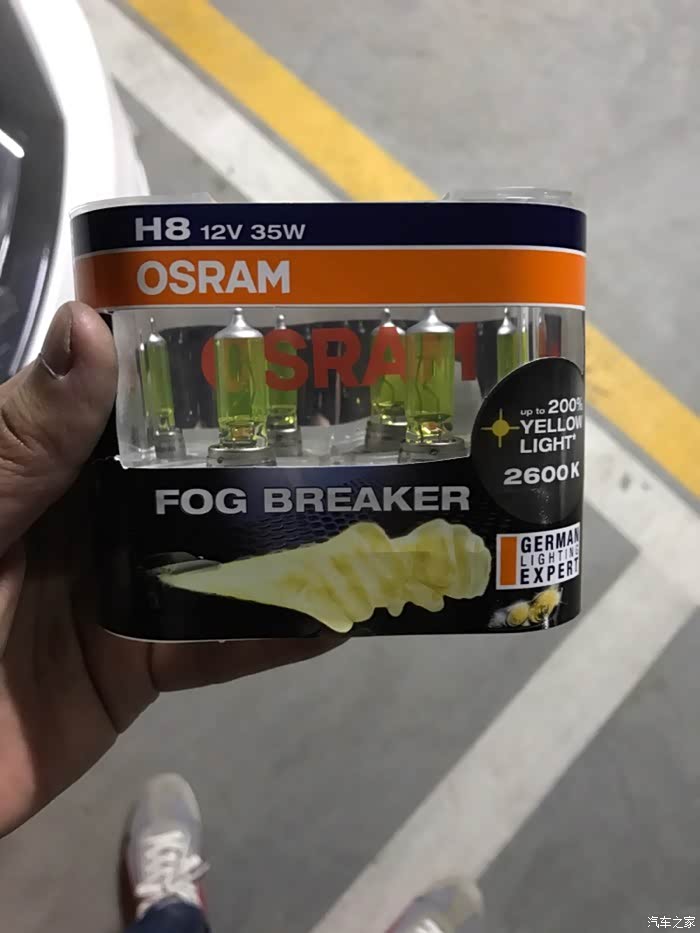 H8 12V 35W
OSRAM
OSRAM
up to 200%
YELLOW
LIGHT*
2600K
FOG BREAKER
GERMAN
LIGHTING
EXPERT
汽车之家